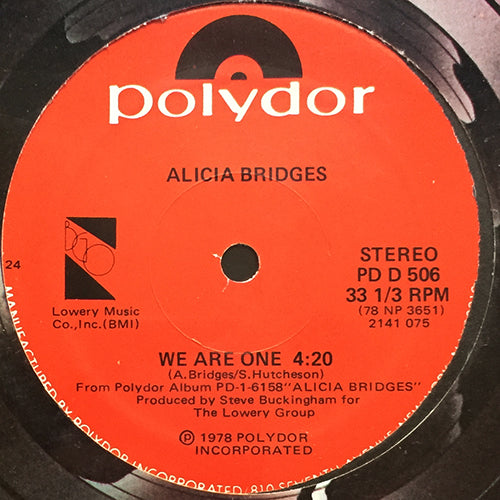 polydor
ALICIA BRIDGES
24
Lowery Music
Co.,Inc.(BMI)
STEREO
PD D 506
33 1/3 RPM
(78 NP 3651)
2141 075
WE ARE ONE 4:20
(A.Bridges/S.Hutcheson)
From Polydor Album PD-1-6158"ALICIA BRIDGES"
Produced by Steve Buckingham for
The Lowery Group
℗ 1978 POLYDOR
INCORPORATED
MANUFACTURED BY POLYDOR INCORPORATED/810 SEVENTH AVENUE, NEW